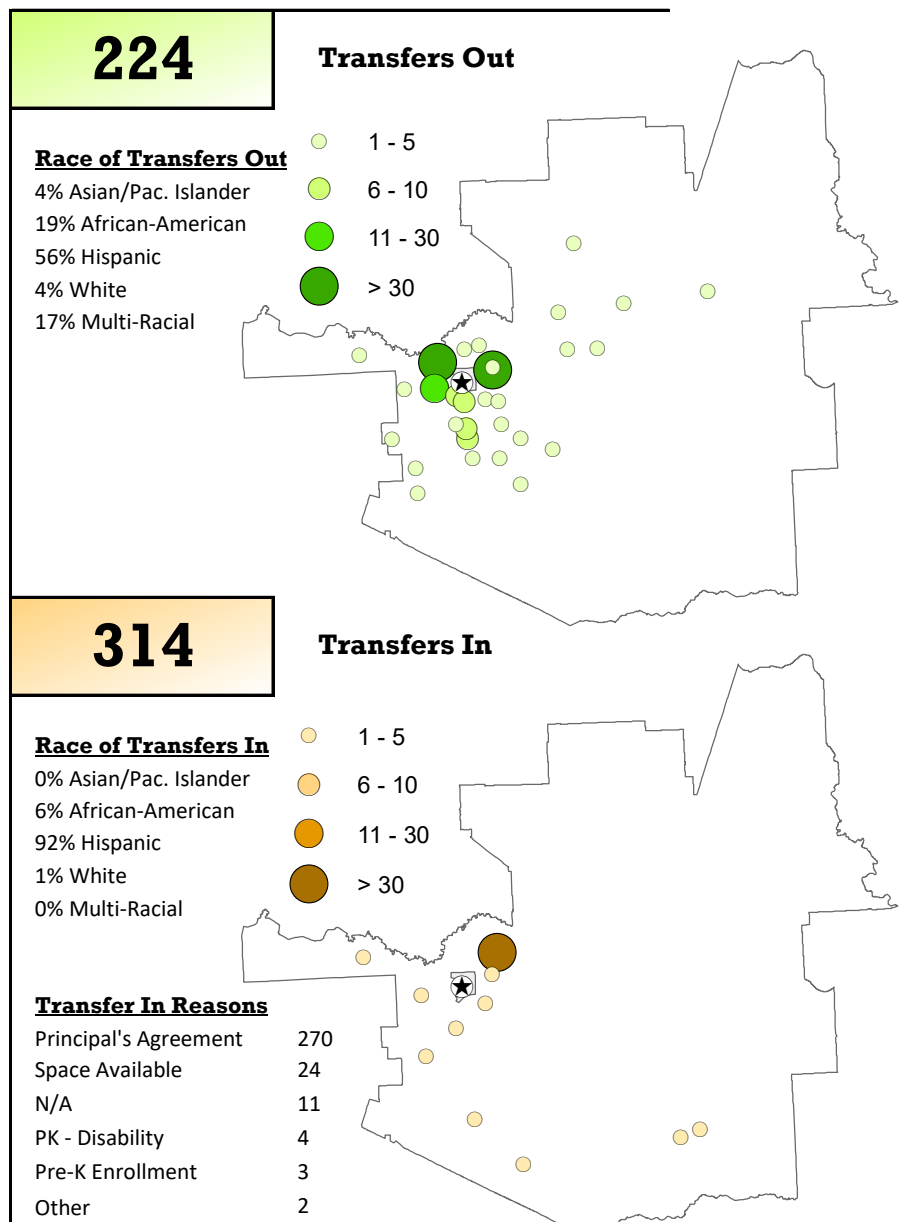 224
Transfers Out
Race of Transfers Out
4% Asian/Pac. Islander
19% African-American
56% Hispanic
4% White
17% Multi-Racial
1 - 5
6 - 10
11 - 30
> 30
314
Transfers In
Race of Transfers In
0% Asian/Pac. Islander
6% African-American
92% Hispanic
1% White
0% Multi-Racial
1 - 5
6 - 10
11 - 30
> 30
Transfer In Reasons
Principal's Agreement 270
Space Available 24
N/A 11
PK - Disability 4
Pre-K Enrollment 3
Other 2